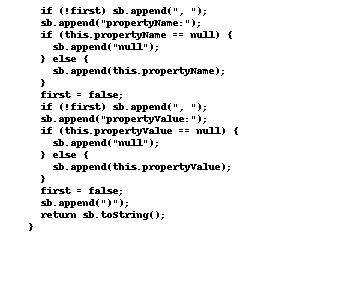 if (!first) sb.append(", ");
sb.append("propertyName:");
if (this.propertyName == null) {
sb.append("null");
} else {
sb.append(this.propertyName);
}
first = false;
if (!first) sb.append(", ");
sb.append("propertyValue:");
if (this.propertyValue == null) {
sb.append("null");
} else {
sb.append(this.propertyValue);
}
first = false;
sb.append(")");
return sb.toString();
}